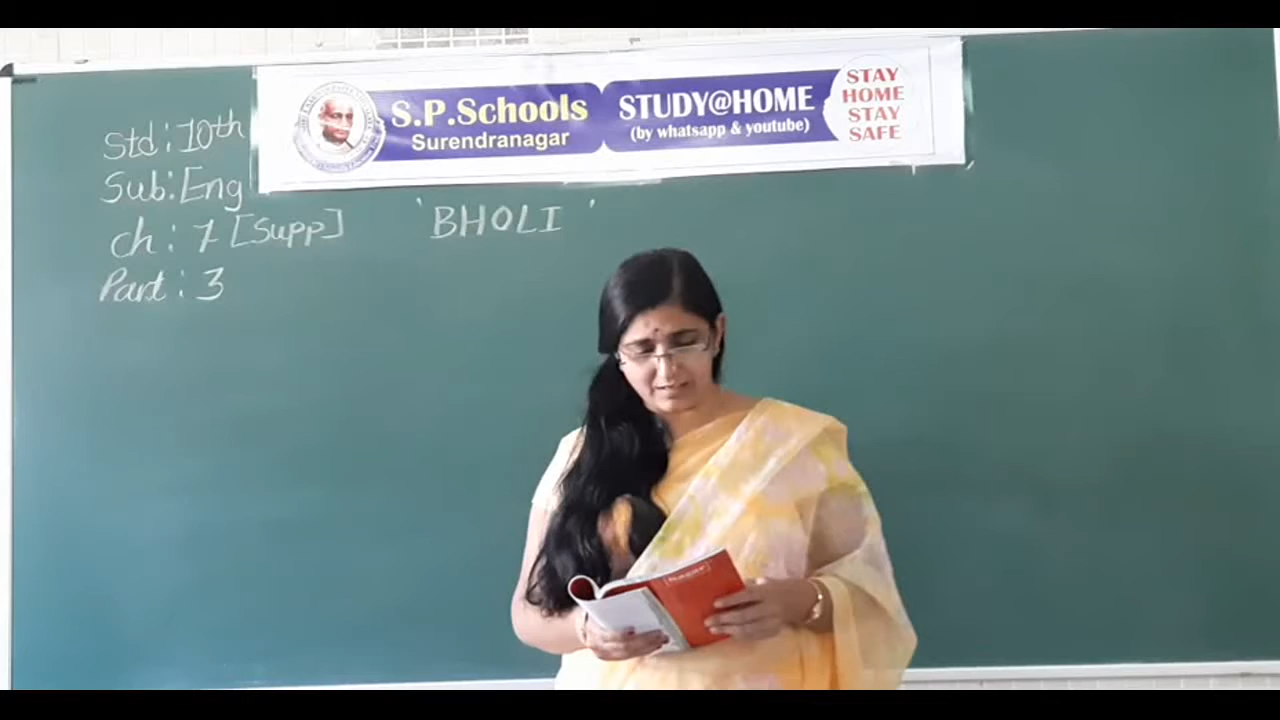 S.P.Schools
Surendranagar
STUDY@HOME
(by whatsapp & youtube)
STAY
HOME
STAY
SAFE
Std: 10th
Sub: Eng
ch: 7 [Supp]
'BHOLI'
Part: 3